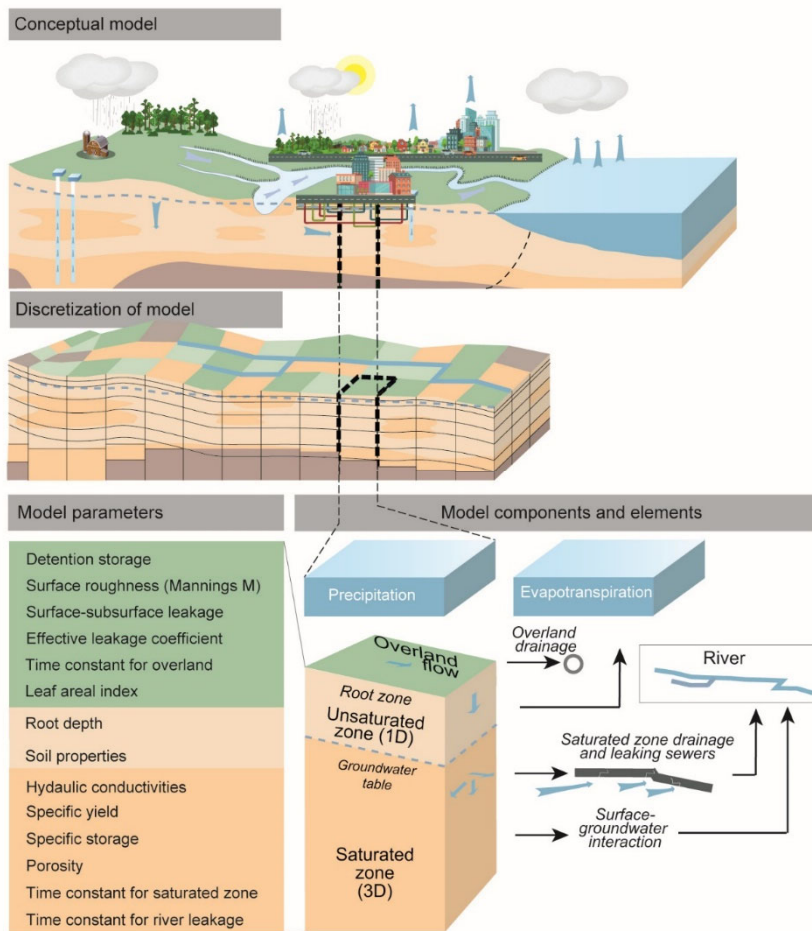 Conceptual model
Discretization of model
Model parameters
Model components and elements
Detention storage
Surface roughness (Mannings M)
Surface-subsurface leakage
Effective leakage coefficient
Time constant for overland
Leaf areal index
Root depth
Soil properties
Hydaulic conductivities
Specific yield
Specific storage
Porosity
Time constant for saturated zone
Time constant for river leakage
Precipitation
Evapotranspiration
Overland
flow
Root zone
Unsaturated
zone (1D)
Groundwater
table
Saturated
zone
(3D)
Overland
drainage
River
Saturated zone drainage
and leaking sewers
Surface-
groundwater
interaction